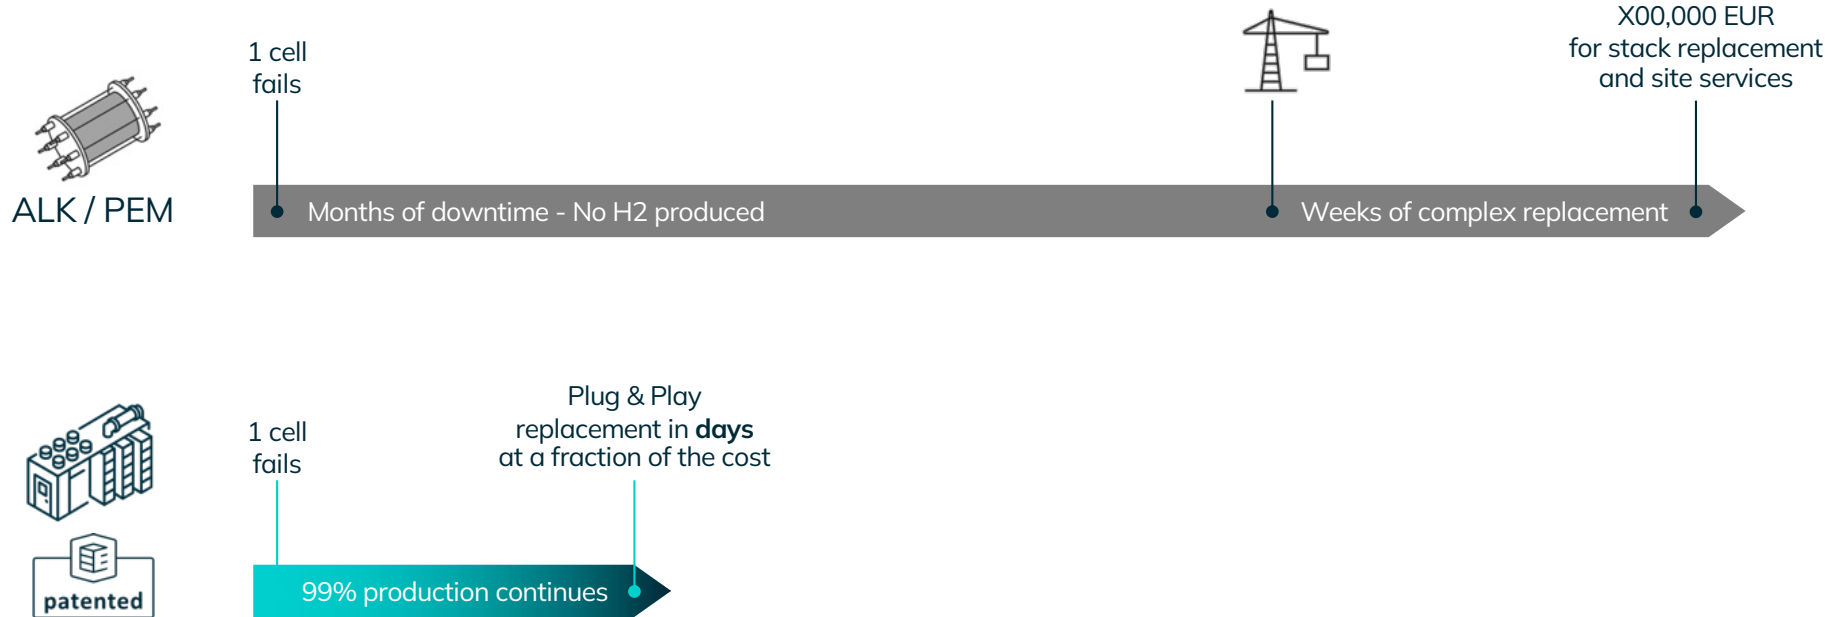 1 cell
fails
X00,000 EUR
for stack replacement
and site services
ALK / PEM
Months of downtime - No H2 produced
Weeks of complex replacement
1 cell
fails
Plug & Play
replacement in days
at a fraction of the cost
99% production continues
patented